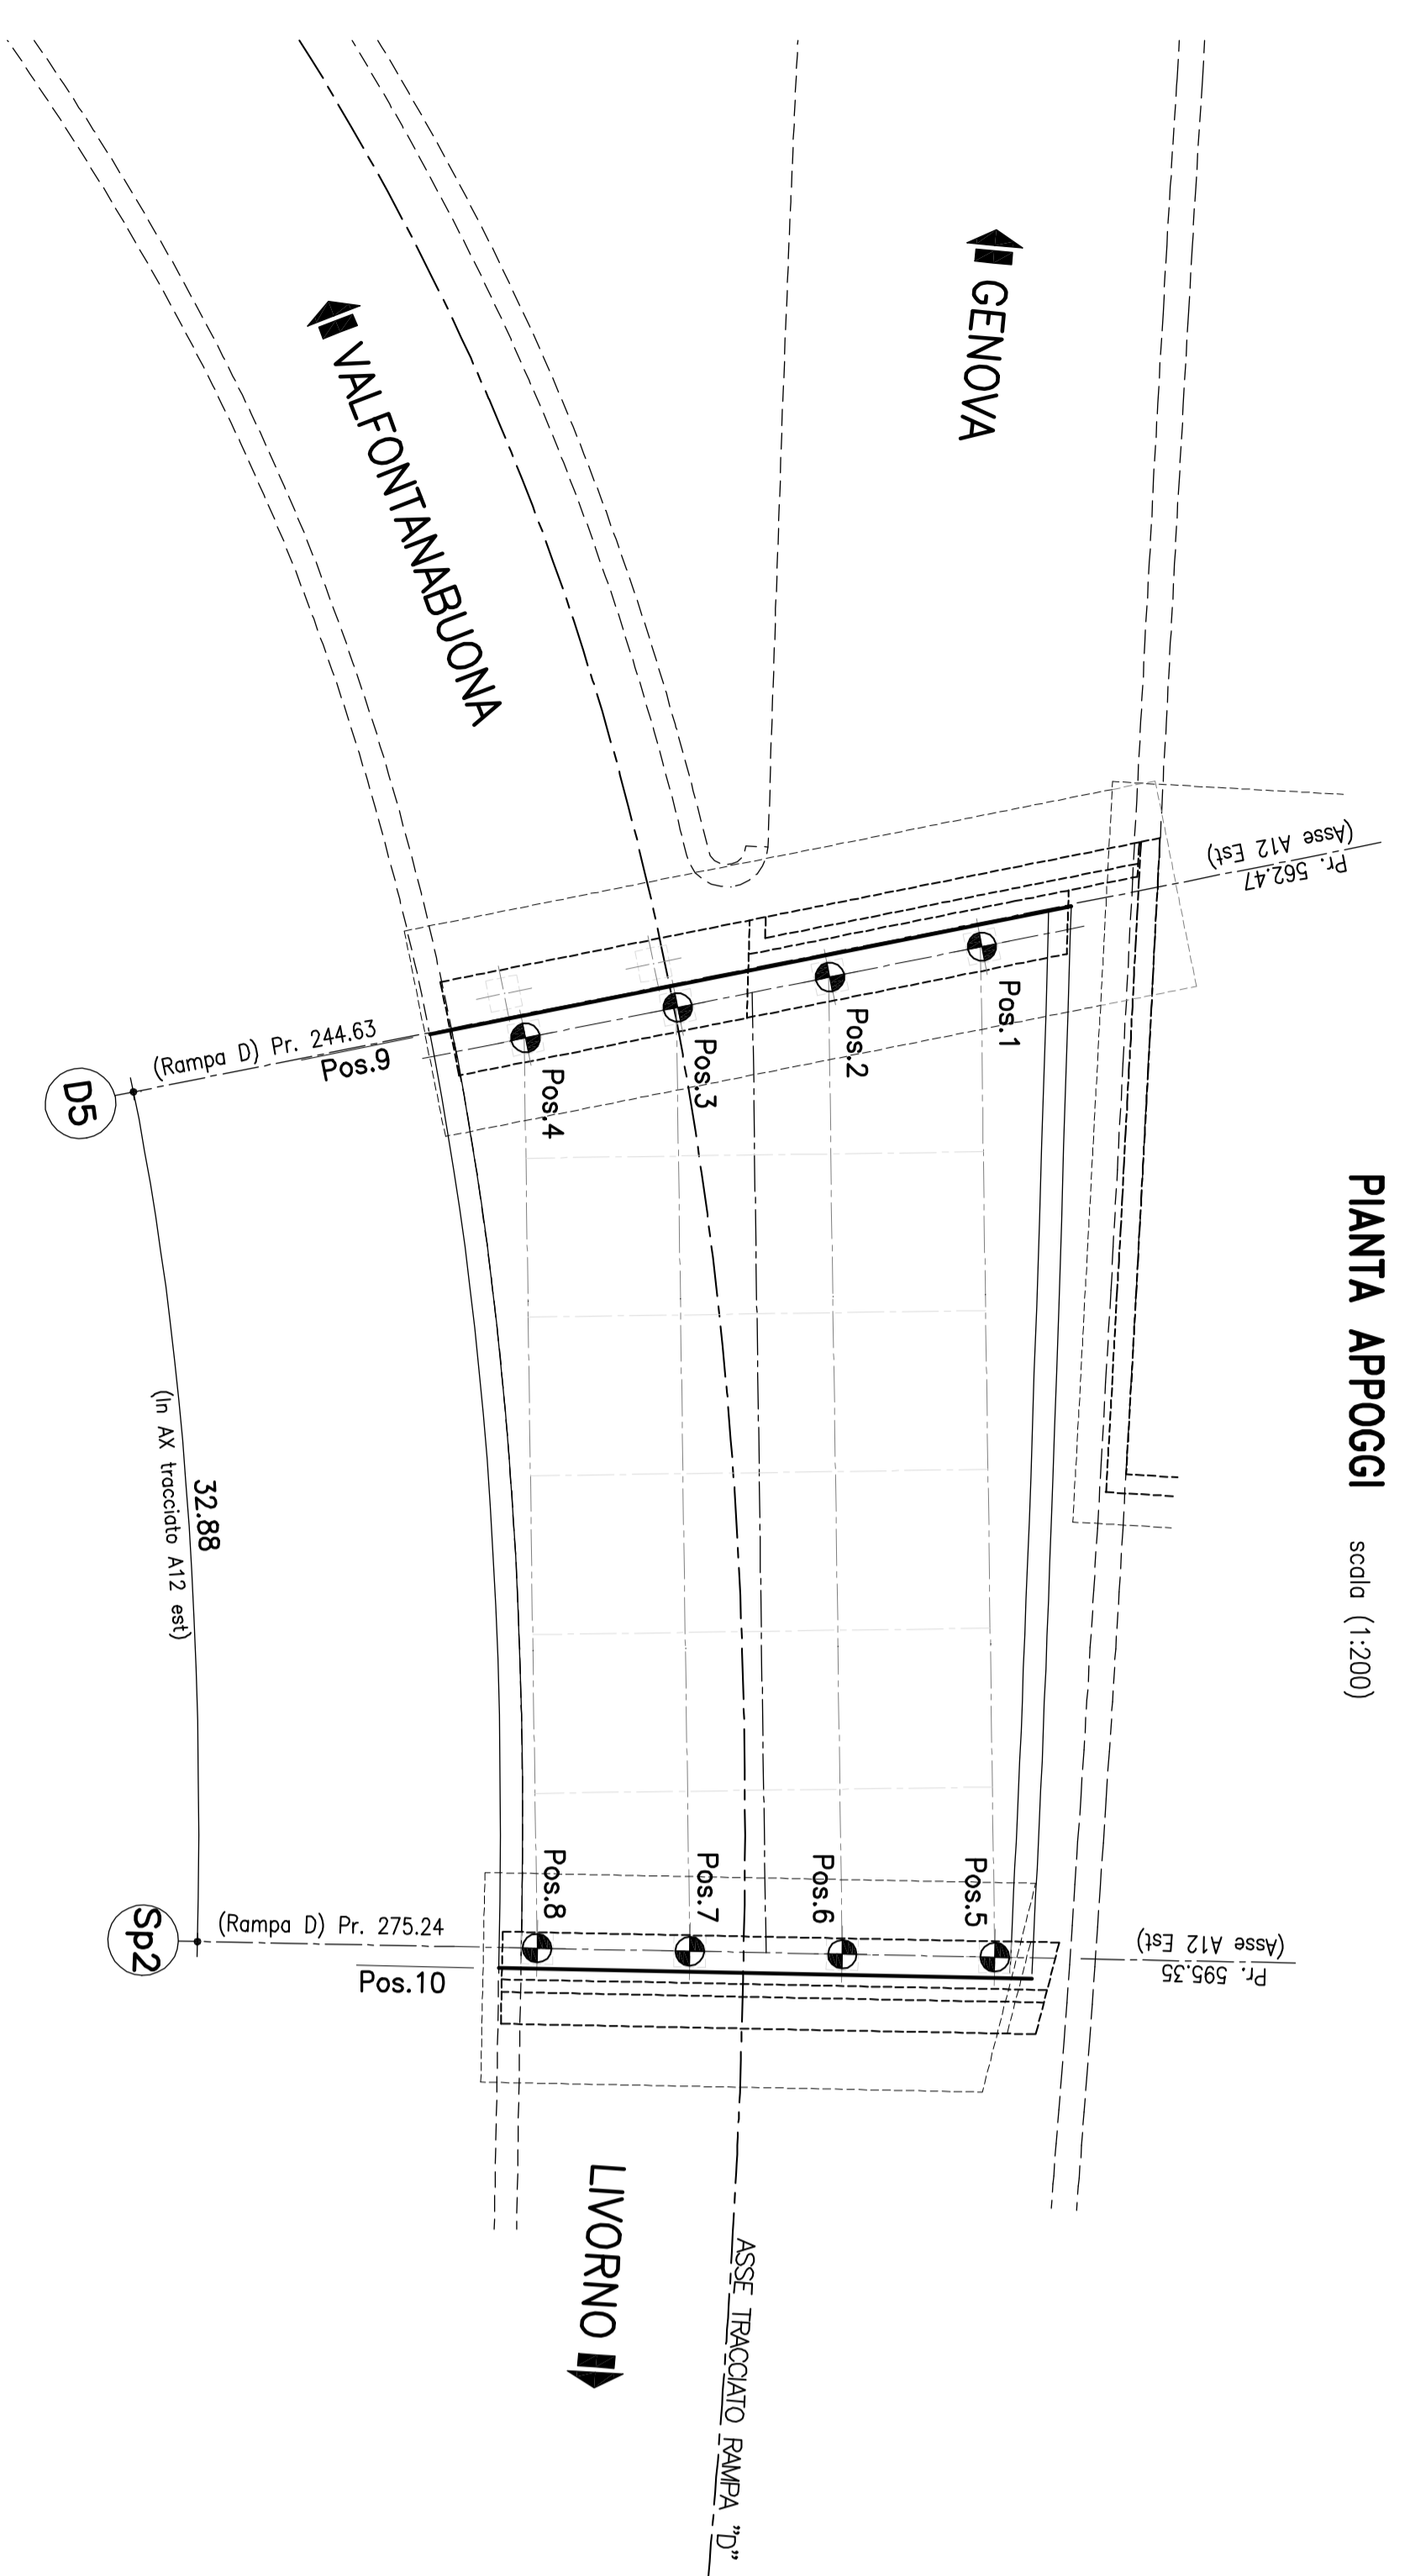 PIANTA APPOGGI scala (1:200)
GENOVA
VALFONTANABUONA
(Asse A12 Est)
Pr. 562.47
Pos.1
Pos.2
Pos.3
Pos.4
(Rampa D) Pr. 244.63
Pos.9
D5
32.88
(In AX tracciato A12 est)
Pos.5
Pos.6
Pos.7
Pos.8
(Rampa D) Pr. 275.24
Pos.10
Sp2
(Asse A12 Est)
Pr. 595.35
LIVORNO
ASSE TRACCIATO RAMPA "D"